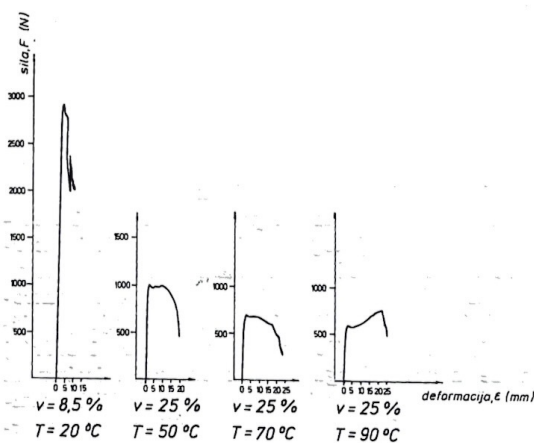 sila,F (N)
3000
2500
2000
1500
1000
500
0 5 10 15
v = 8,5 %
T = 20 °C
1500
1000
500
0 5 10 15 20
v = 25 %
T = 50 °C
1500
1000
500
0 5 10 15 20 25
v = 25 %
T = 70 °C
1500
1000
500
0 5 10 15 20 25
v = 25 %
T = 90 °C
deformacija,ε (mm)